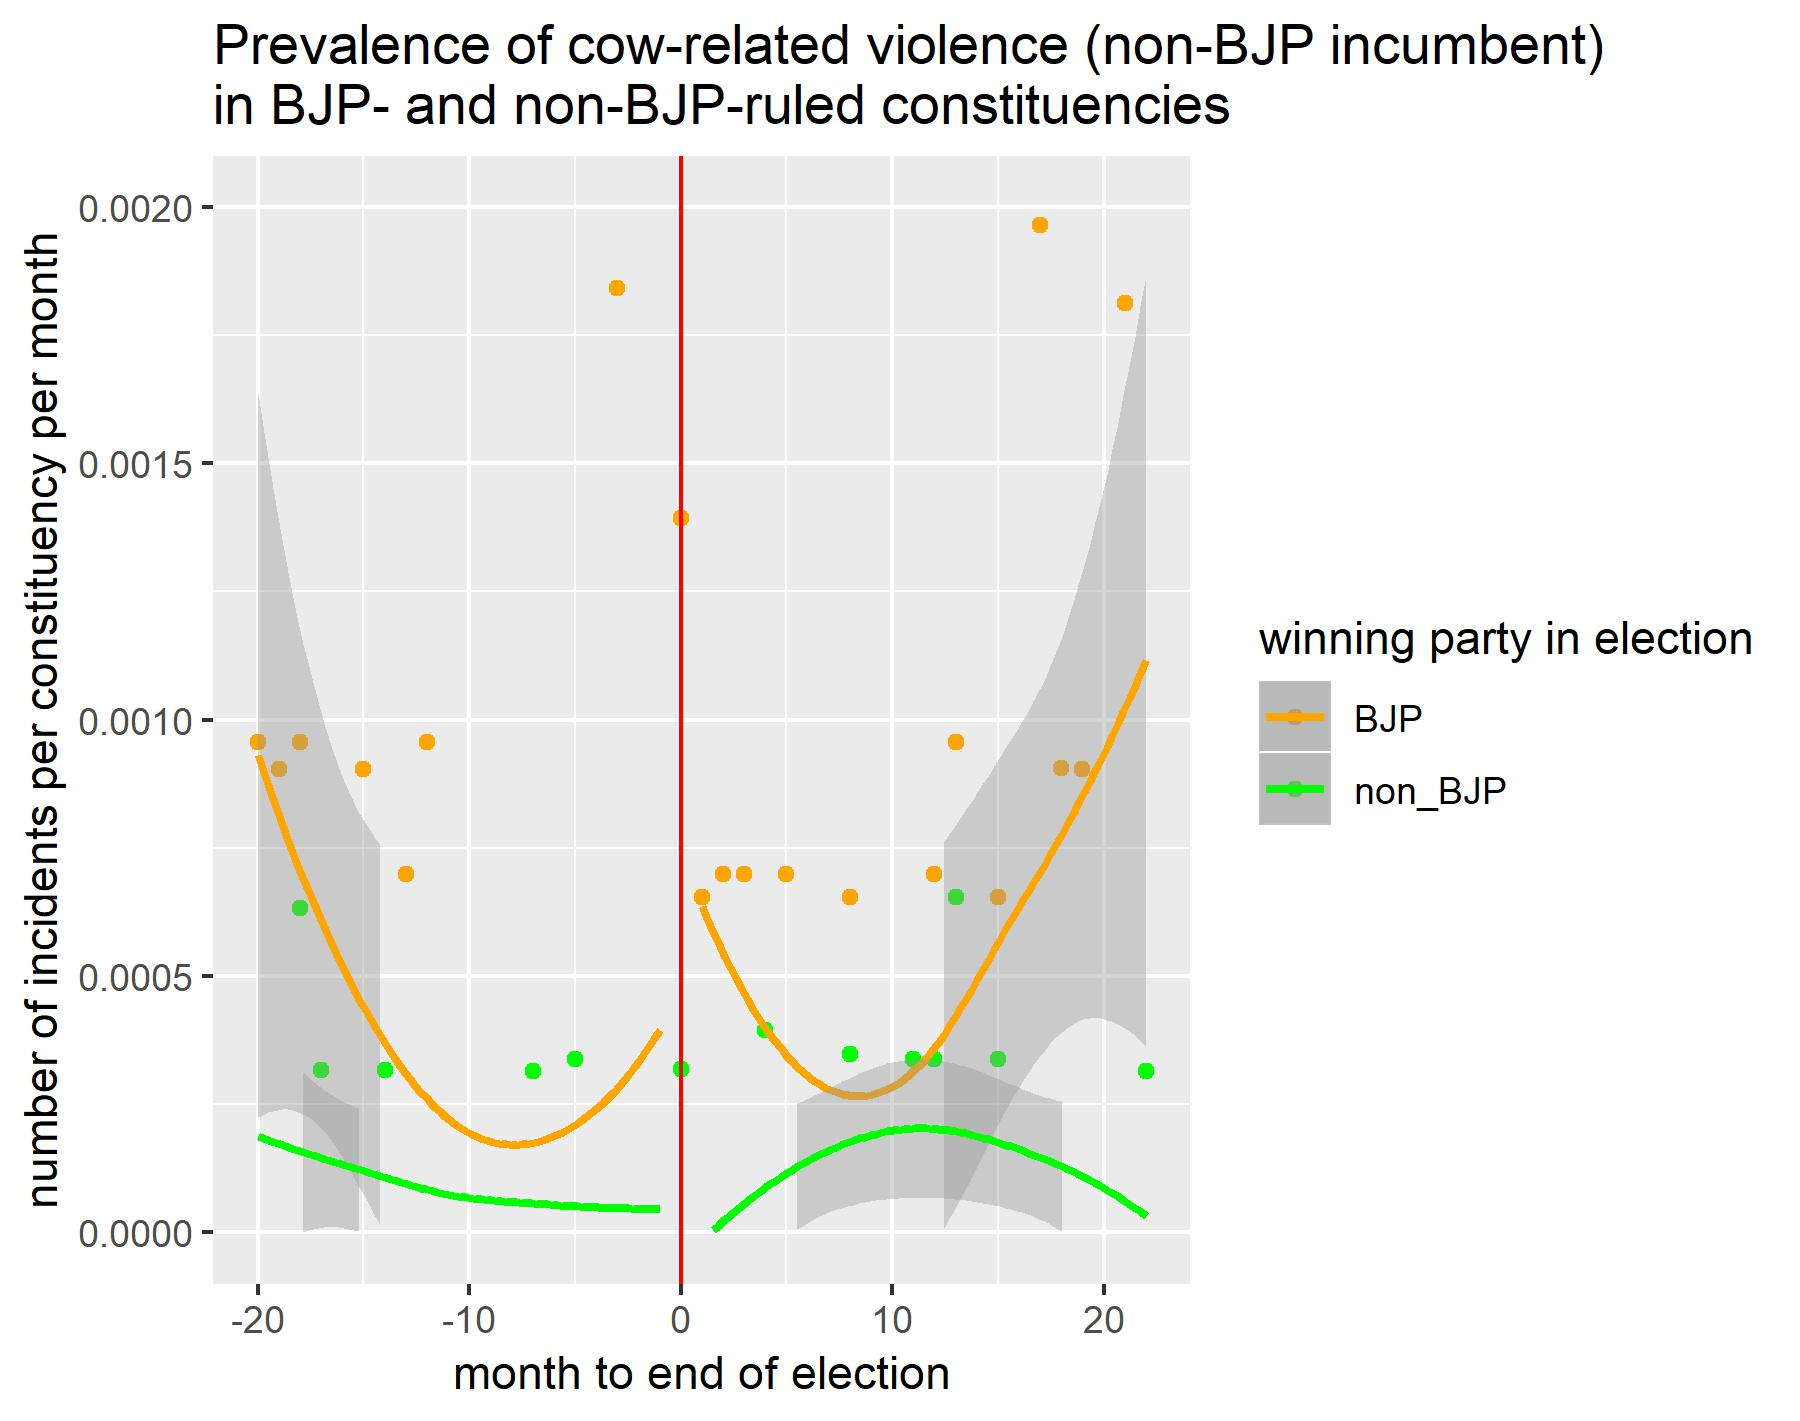 Prevalence of cow-related violence (non-BJP incumbent)
in BJP- and non-BJP-ruled constituencies
number of incidents per constituency per month
0.0020
0.0015
0.0010
0.0005
0.0000
-20
-10
0
10
20
month to end of election
winning party in election
BJP
non_BJP